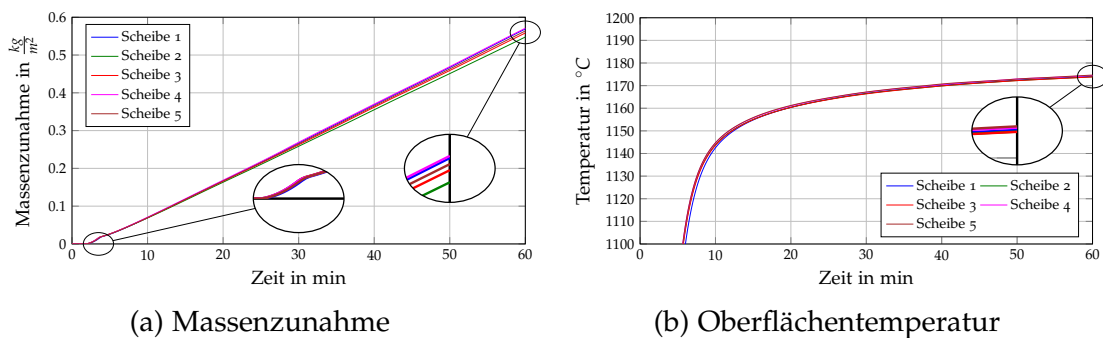 Massenzunahme in kg/m²
0.6
0.5
0.4
0.3
0.2
0.1
0
Scheibe 1
Scheibe 2
Scheibe 3
Scheibe 4
Scheibe 5
0 10 20 30 40 50 60
Zeit in min
(a) Massenzunahme
Temperatur in °C
1200
1190
1180
1170
1160
1150
1140
1130
1120
1110
1100
Scheibe 1 Scheibe 2
Scheibe 3 Scheibe 4
Scheibe 5
0 10 20 30 40 50 60
Zeit in min
(b) Oberflächentemperatur